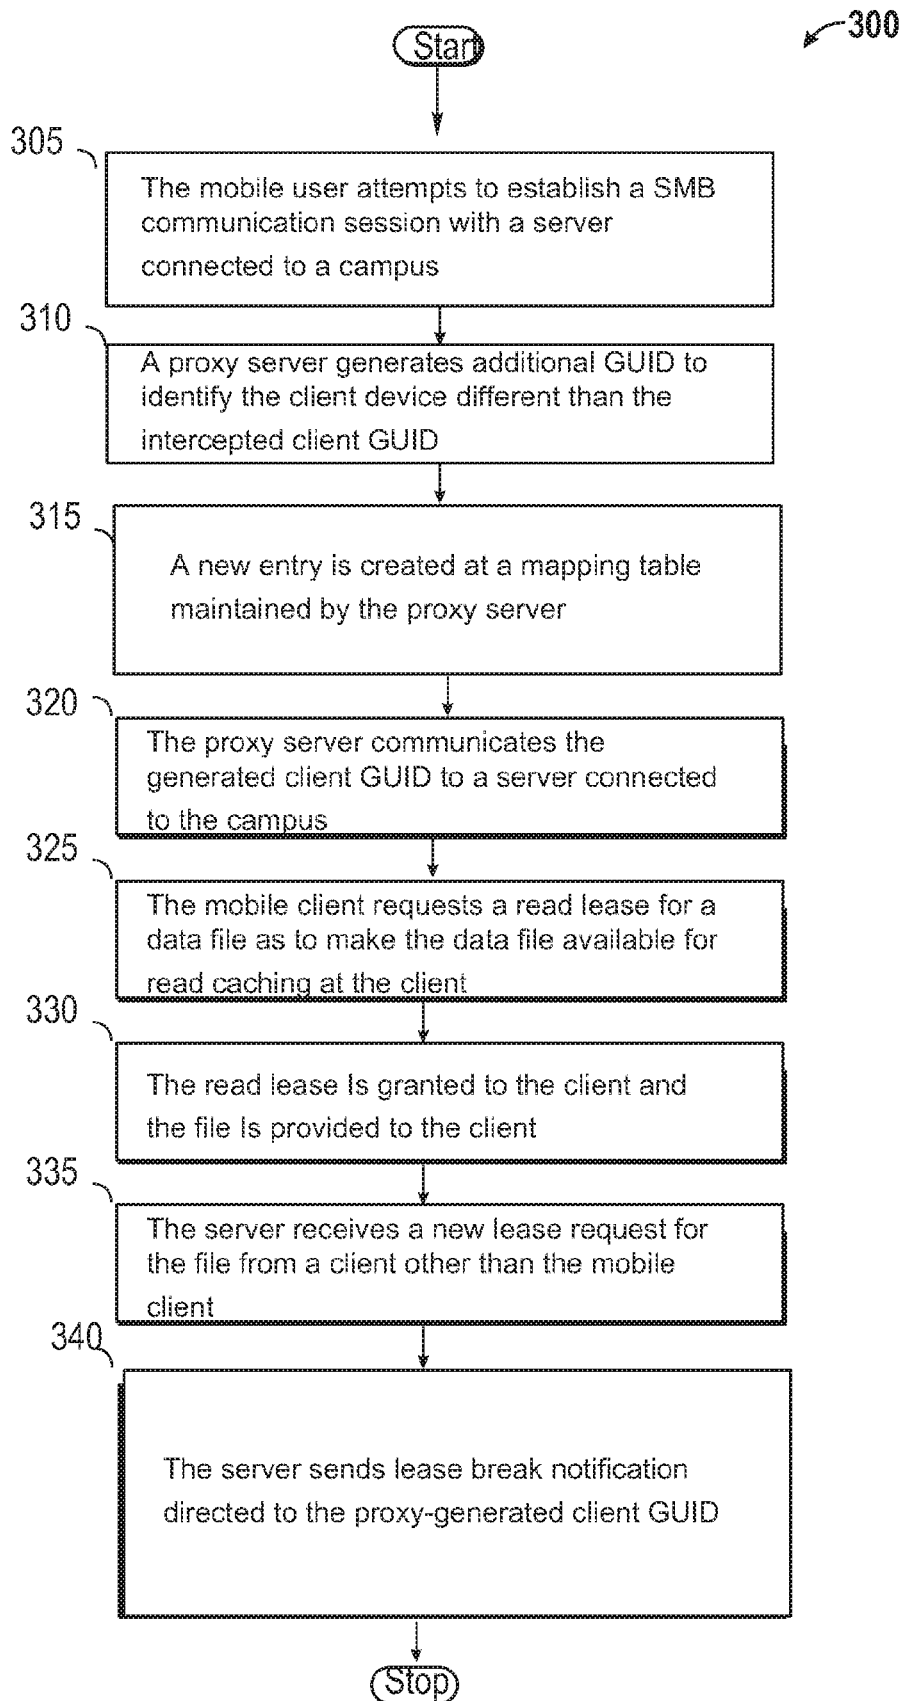 300
Start
305
The mobile user attempts to establish a SMB
communication session with a server
connected to a campus
310
A proxy server generates additional GUID to
identify the client device different than the
intercepted client GUID
315
A new entry is created at a mapping table
maintained by the proxy server
320
The proxy server communicates the
generated client GUID to a server connected
to the campus
325
The mobile client requests a read lease for a
data file as to make the data file available for
read caching at the client
330
The read lease Is granted to the client and
the file Is provided to the client
335
The server receives a new lease request for
the file from a client other than the mobile
client
340
The server sends lease break notification
directed to the proxy-generated client GUID
Stop